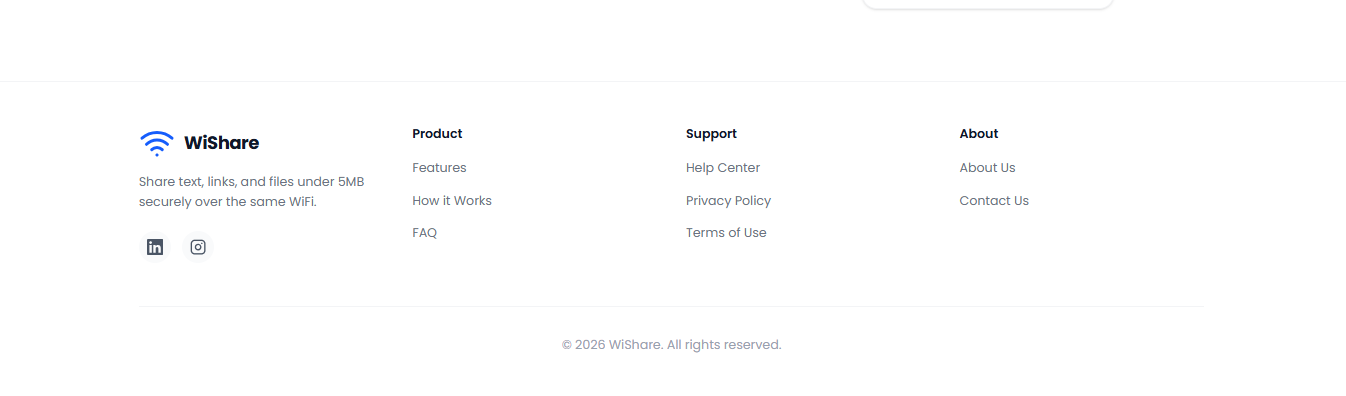 WiShare
Share text, links, and files under 5MB
securely over the same WiFi.
Product
Features
How it Works
FAQ
Support
Help Center
Privacy Policy
Terms of Use
About
About Us
Contact Us
© 2026 WiShare. All rights reserved.